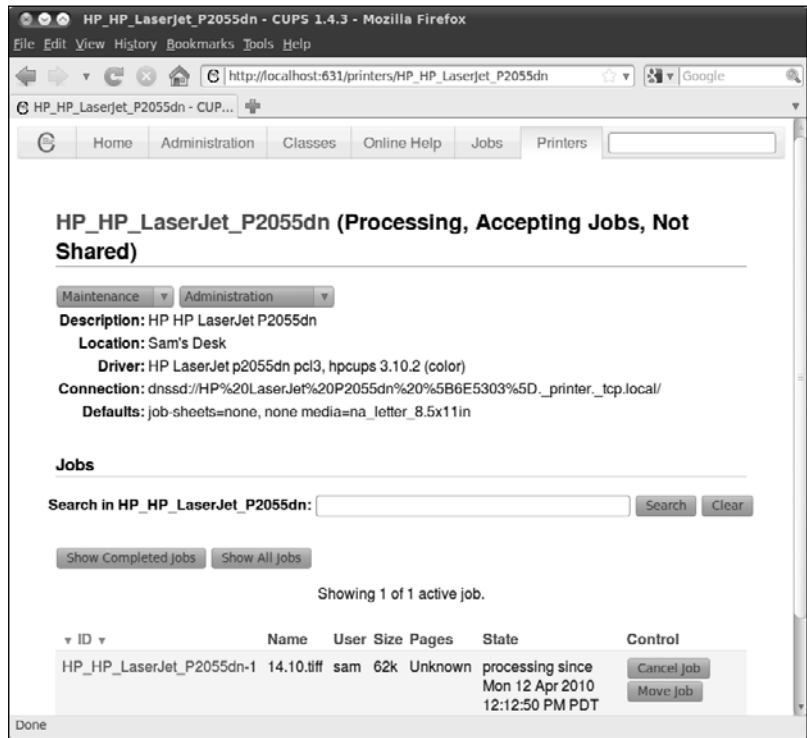 HP_HP_LaserJet_P2055dn - CUPS 1.4.3 - Mozilla Firefox
File Edit View History Bookmarks Tools Help
http://localhost:631/printers/HP_HP_LaserJet_P2055dn
Google
HP_HP_LaserJet_P2055dn - CUP...
Home Administration Classes Online Help Jobs Printers
HP_HP_LaserJet_P2055dn (Processing, Accepting Jobs, Not
Shared)
Maintenance Administration
Description: HP HP LaserJet P2055dn
Location: Sam's Desk
Driver: HP LaserJet p2055dn pcl3, hpcups 3.10.2 (color)
Connection: dnssd://HP%20LaserJet%20P2055dn%20%5B6E5303%5D._printer._tcp.local/
Defaults: job-sheets=none, none media=na_letter_8.5x11in
Jobs
Search in HP_HP_LaserJet_P2055dn: Search Clear
Show Completed Jobs Show All Jobs
Showing 1 of 1 active job.
ID Name User Size Pages State Control
HP_HP_LaserJet_P2055dn-1 14.10.tiff sam 62k Unknown processing since Cancel Job
Mon 12 Apr 2010 Move Job
12:12:50 PM PDT
Done